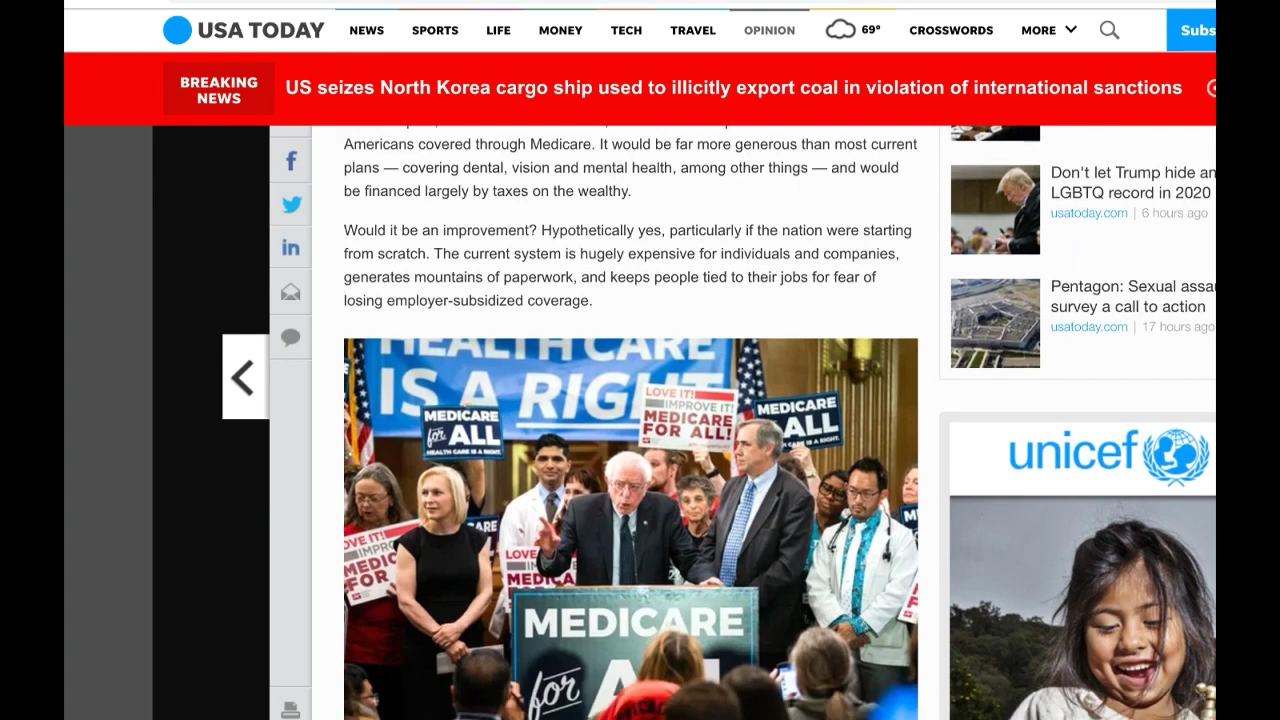 USA TODAY
NEWS SPORTS LIFE MONEY TECH TRAVEL OPINION 69° CROSSWORDS MORE
BREAKING
NEWS
US seizes North Korea cargo ship used to illicitly export coal in violation of international sanctions
Americans covered through Medicare. It would be far more generous than most current
plans — covering dental, vision and mental health, among other things — and would
be financed largely by taxes on the wealthy.
Would it be an improvement? Hypothetically yes, particularly if the nation were starting
from scratch. The current system is hugely expensive for individuals and companies,
generates mountains of paperwork, and keeps people tied to their jobs for fear of
losing employer-subsidized coverage.
HEALTH CARE
IS A RIGHT
MEDICARE
for ALL
HEALTH CARE IS A RIGHT.
LOVE IT!
IMPROVE IT!
MEDICARE
FOR ALL!
MEDICARE
for ALL
MEDICARE
for
Don't let Trump hide
LGBTQ record in 2020
usatoday.com | 6 hours ago
Pentagon: Sexual
survey a call to action
usatoday.com | 17 hours ago
unicef